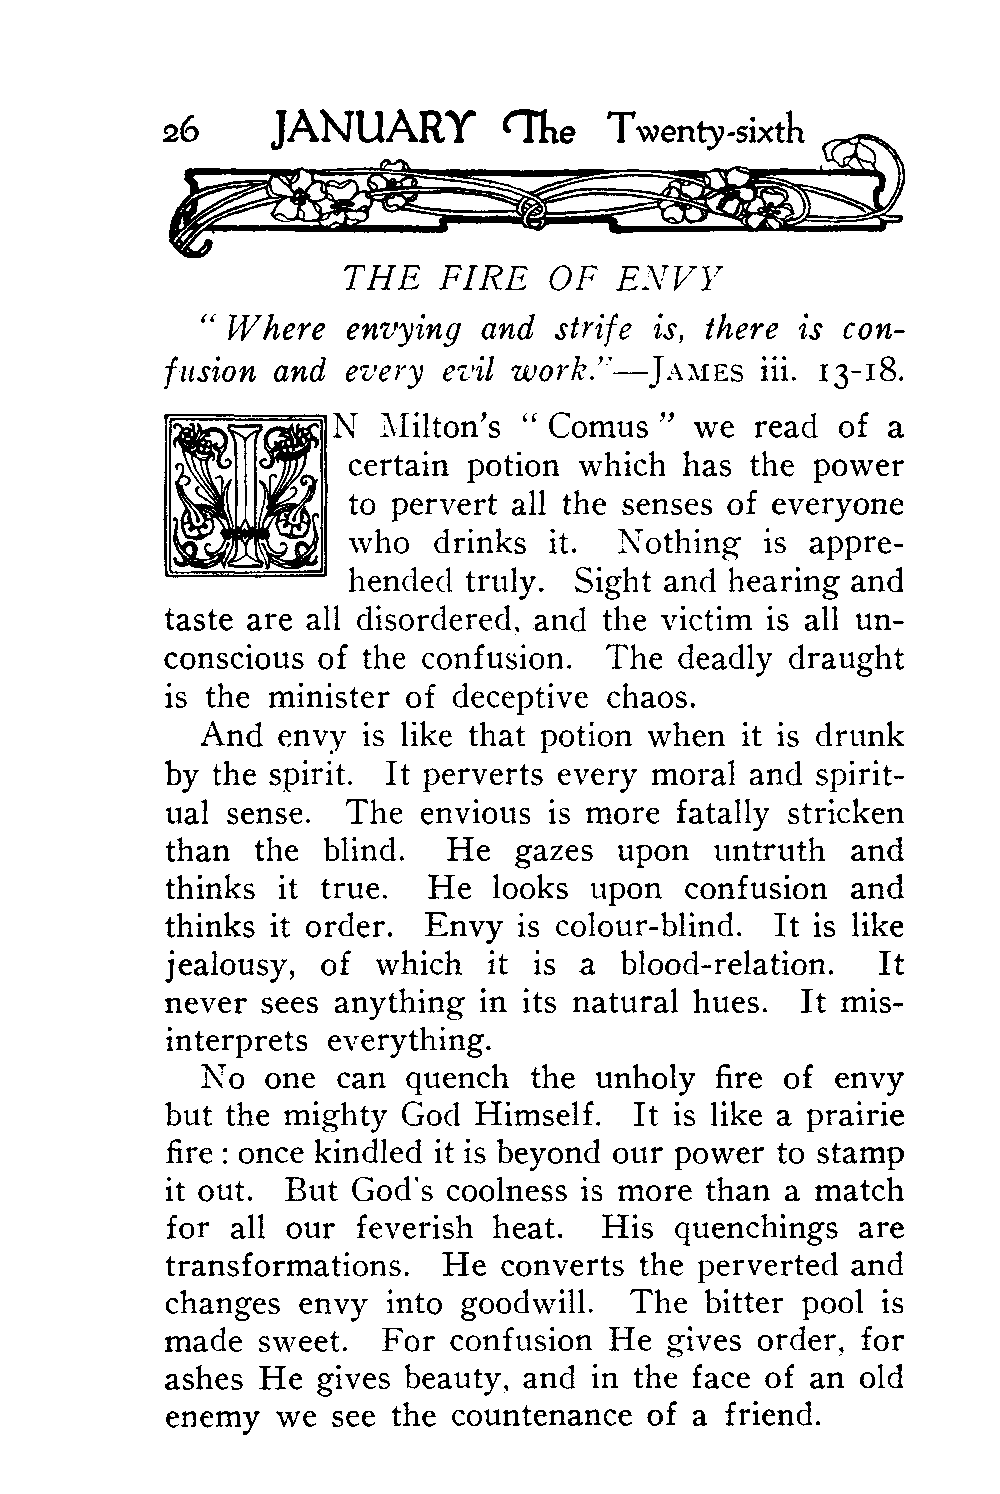 26 JANUARY The Twenty-sixth
THE FIRE OF ENVY
“ Where envying and strife is, there is con-
fusion and every evil work.”—JAMES iii. 13-18.
IN Milton's “ Comus ” we read of a
certain potion which has the power
to pervert all the senses of everyone
who drinks it. Nothing is appre-
hended truly. Sight and hearing and
taste are all disordered, and the victim is all un-
conscious of the confusion. The deadly draught
is the minister of deceptive chaos.
And envy is like that potion when it is drunk
by the spirit. It perverts every moral and spirit-
ual sense. The envious is more fatally stricken
than the blind. He gazes upon untruth and
thinks it true. He looks upon confusion and
thinks it order. Envy is colour-blind. It is like
jealousy, of which it is a blood-relation. It
never sees anything in its natural hues. It mis-
interprets everything.
No one can quench the unholy fire of envy
but the mighty God Himself. It is like a prairie
fire : once kindled it is beyond our power to stamp
it out. But God's coolness is more than a match
for all our feverish heat. His quenchings are
transformations. He converts the perverted and
changes envy into goodwill. The bitter pool is
made sweet. For confusion He gives order, for
ashes He gives beauty, and in the face of an old
enemy we see the countenance of a friend.